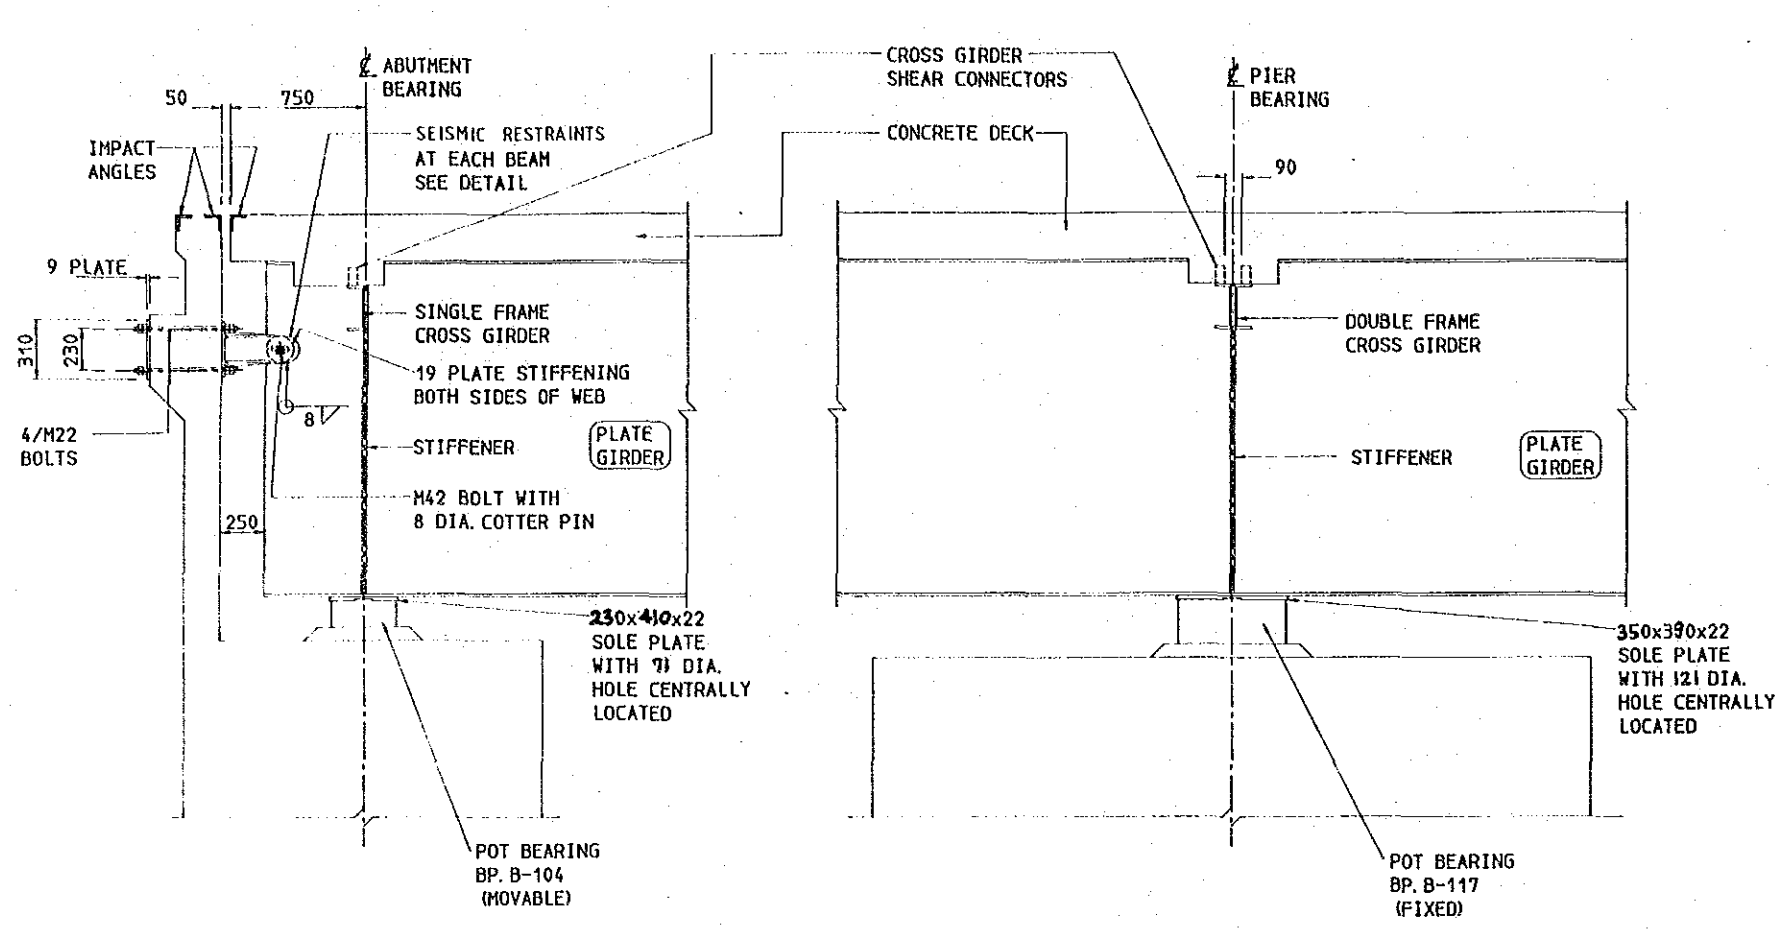 ℄ ABUTMENT
BEARING
50
750
IMPACT
ANGLES
SEISMIC RESTRAINTS
AT EACH BEAM
SEE DETAIL
9 PLATE
310
230
SINGLE FRAME
CROSS GIRDER
19 PLATE STIFFENING
BOTH SIDES OF WEB
8
4/M22
BOLTS
STIFFENER
PLATE
GIRDER
M42 BOLT WITH
8 DIA. COTTER PIN
250
230x410x22
SOLE PLATE
WITH 71 DIA.
HOLE CENTRALLY
LOCATED
POT BEARING
BP. B-104
(MOVABLE)
CROSS GIRDER
SHEAR CONNECTORS
CONCRETE DECK
℄ PIER
BEARING
90
DOUBLE FRAME
CROSS GIRDER
STIFFENER
PLATE
GIRDER
350x390x22
SOLE PLATE
WITH 121 DIA.
HOLE CENTRALLY
LOCATED
POT BEARING
BP. B-117
(FIXED)